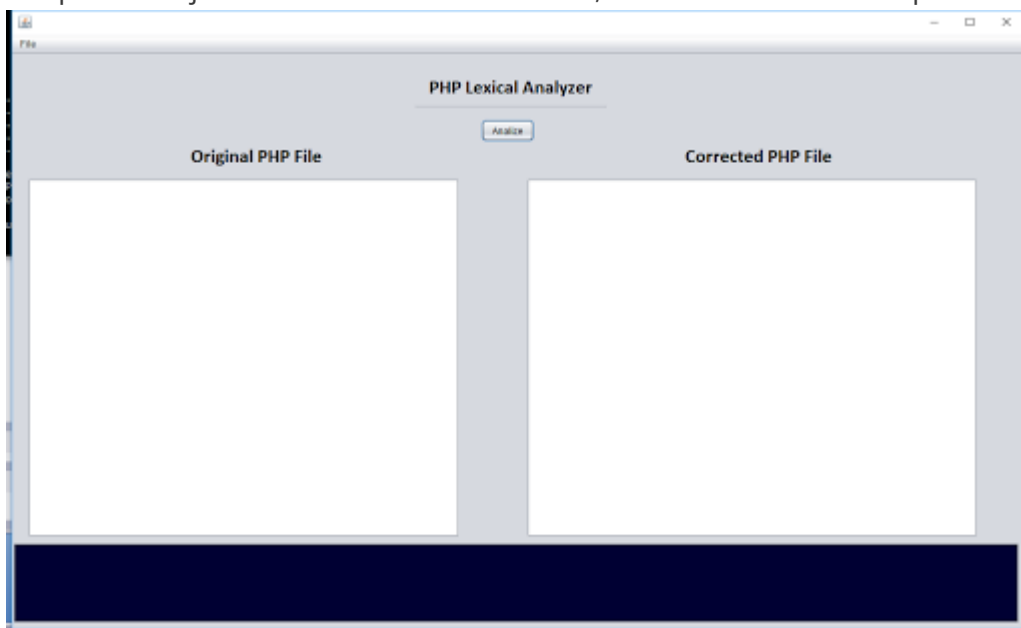 File
PHP Lexical Analyzer
Analize
Original PHP File
Corrected PHP File